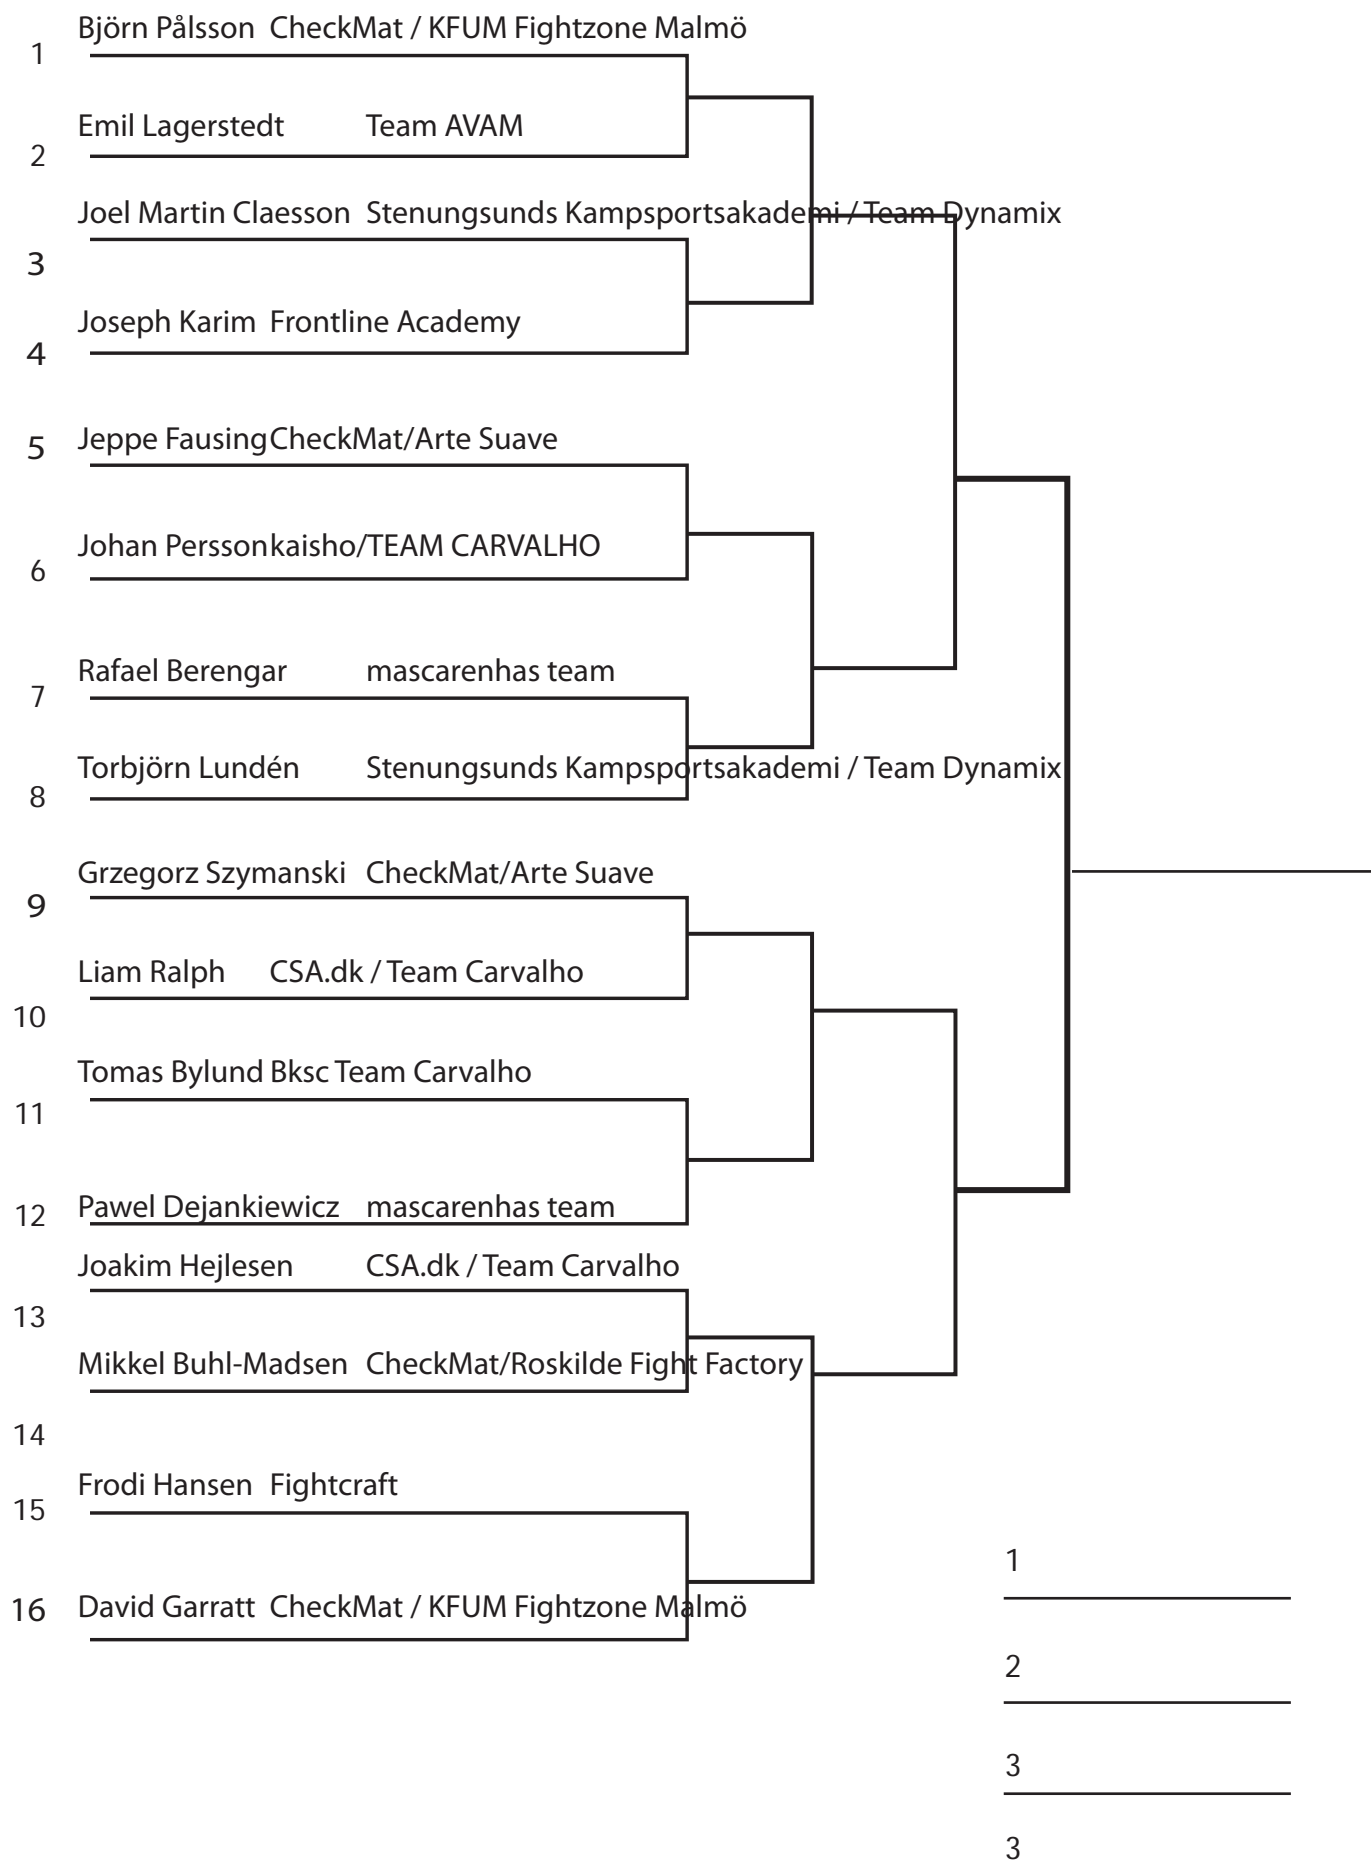 Björn Pålsson CheckMat / KFUM Fightzone Malmö
1
Emil Lagerstedt Team AVAM
2
Joel Martin Claesson Stenungsunds Kampsportsakademi / Team Dynamix
3
Joseph Karim Frontline Academy
4
5 Jeppe Fausing CheckMat/Arte Suave
Johan Persson kaisho/TEAM CARVALHO
6
Rafael Berengar mascarenhas team
7
Torbjörn Lundén Stenungsunds Kampsportsakademi / Team Dynamix
8
Grzegorz Szymanski CheckMat/Arte Suave
9
Liam Ralph CSA.dk / Team Carvalho
10
Tomas Bylund Bksc Team Carvalho
11
12 Pawel Dejankiewicz mascarenhas team
Joakim Hejlesen CSA.dk / Team Carvalho
13
Mikkel Buhl-Madsen CheckMat/Roskilde Fight Factory
14
Frodi Hansen Fightcraft
15
16 David Garratt CheckMat / KFUM Fightzone Malmö
1
2
3
3